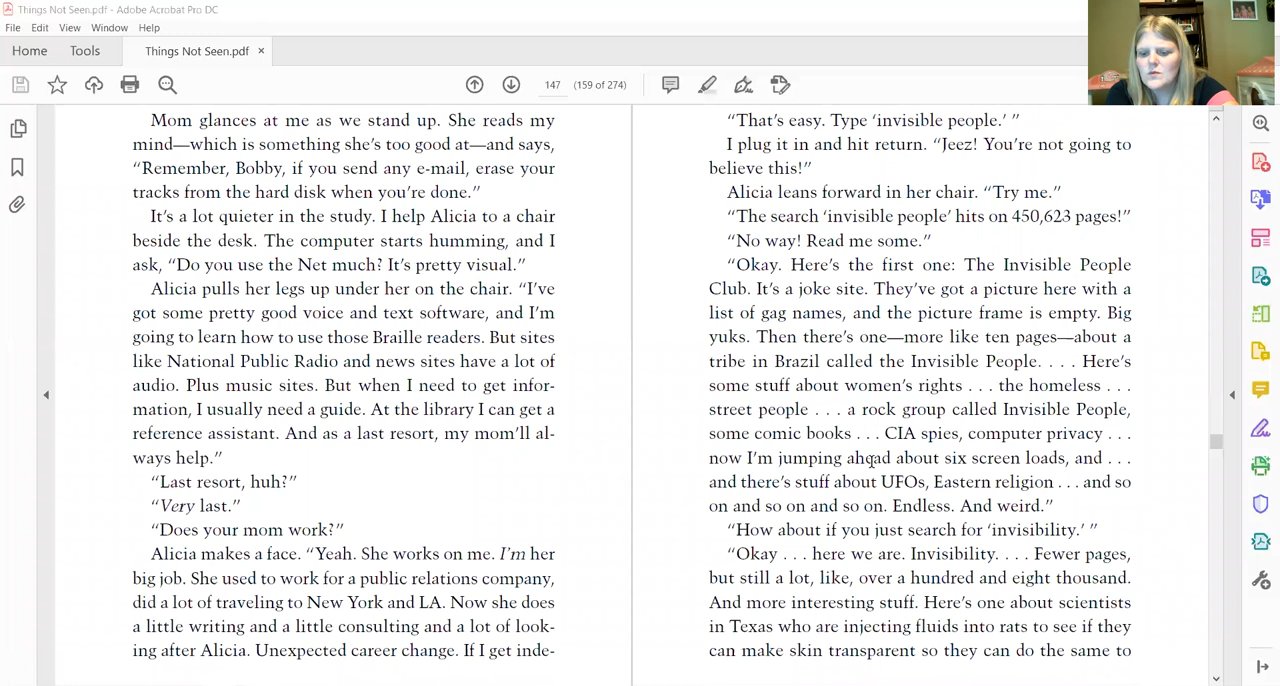 Things Not Seen.pdf - Adobe Acrobat Pro DC
File Edit View Window Help
Home Tools Things Not Seen.pdf ×
147 (159 of 274)
Mom glances at me as we stand up. She reads my
mind—which is something she's too good at—and says,
“Remember, Bobby, if you send any e-mail, erase your
tracks from the hard disk when you're done.”
It's a lot quieter in the study. I help Alicia to a chair
beside the desk. The computer starts humming, and I
ask, “Do you use the Net much? It's pretty visual.”
Alicia pulls her legs up under her on the chair. “I've
got some pretty good voice and text software, and I'm
going to learn how to use those Braille readers. But sites
like National Public Radio and news sites have a lot of
audio. Plus music sites. But when I need to get infor-
mation, I usually need a guide. At the library I can get a
reference assistant. And as a last resort, my mom'll al-
ways help.”
“Last resort, huh?”
“Very last.”
“Does your mom work?”
Alicia makes a face. “Yeah. She works on me. I'm her
big job. She used to work for a public relations company,
did a lot of traveling to New York and LA. Now she does
a little writing and a little consulting and a lot of look-
ing after Alicia. Unexpected career change. If I get inde-
“That's easy. Type ‘invisible people.’ ”
I plug it in and hit return. “Jeez! You're not going to
believe this!”
Alicia leans forward in her chair. “Try me.”
“The search ‘invisible people’ hits on 450,623 pages!”
“No way! Read me some.”
“Okay. Here's the first one: The Invisible People
Club. It's a joke site. They've got a picture here with a
list of gag names, and the picture frame is empty. Big
yuks. Then there's one—more like ten pages—about a
tribe in Brazil called the Invisible People. . . . Here's
some stuff about women's rights . . . the homeless . . .
street people . . . a rock group called Invisible People,
some comic books . . . CIA spies, computer privacy . . .
now I'm jumping ahead about six screen loads, and . . .
and there's stuff about UFOs, Eastern religion . . . and so
on and so on and so on. Endless. And weird.”
“How about if you just search for ‘invisibility.’ ”
“Okay . . . here we are. Invisibility. . . . Fewer pages,
but still a lot, like, over a hundred and eight thousand.
And more interesting stuff. Here's one about scientists
in Texas who are injecting fluids into rats to see if they
can make skin transparent so they can do the same to